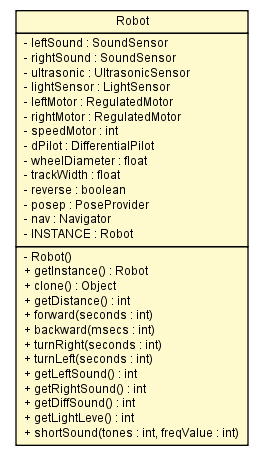 Robot
- leftSound : SoundSensor
- rightSound : SoundSensor
- ultrasonic : UltrasonicSensor
- lightSensor : LightSensor
- leftMotor : RegulatedMotor
- rightMotor : RegulatedMotor
- speedMotor : int
- dPilot : DifferentialPilot
- wheelDiameter : float
- trackWidth : float
- reverse : boolean
- posep : PoseProvider
- nav : Navigator
- INSTANCE : Robot
- Robot()
+ getInstance() : Robot
+ clone() : Object
+ getDistance() : int
+ forward(seconds : int)
+ backward(msecs : int)
+ turnRight(seconds : int)
+ turnLeft(seconds : int)
+ getLeftSound() : int
+ getRightSound() : int
+ getDiffSound() : int
+ getLightLeve() : int
+ shortSound(tones : int, freqValue : int)